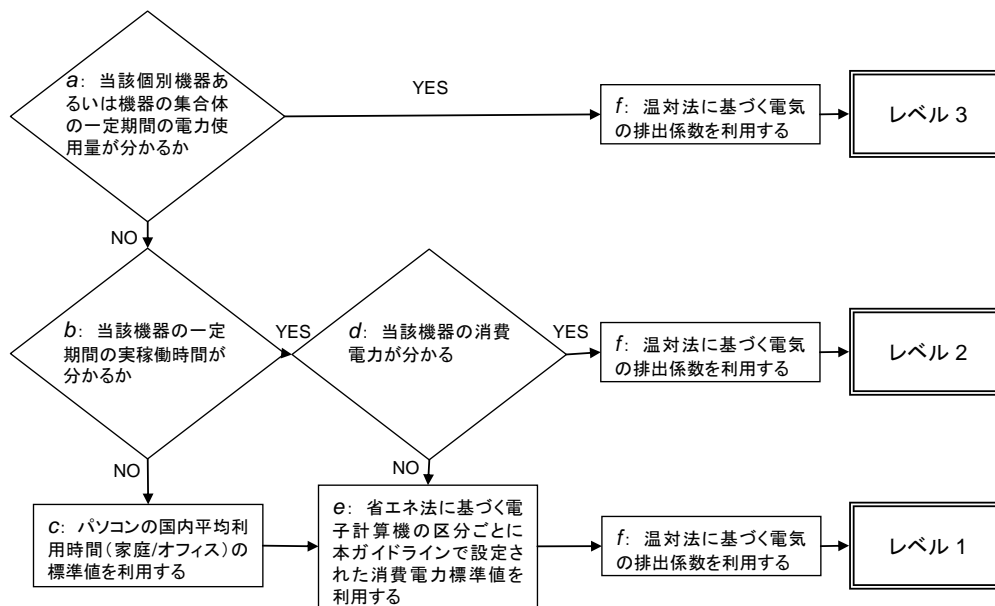 a: 当該個別機器あ
るいは機器の集合体
の一定期間の電力使
用量が分かるか
YES
f: 温対法に基づく電気
の排出係数を利用する
レベル 3
NO
b: 当該機器の一定
期間の実稼働時間が
分かるか
YES
d: 当該機器の消費
電力が分かる
YES
f: 温対法に基づく電気
の排出係数を利用する
レベル 2
NO
NO
c: パソコンの国内平均利
用時間(家庭/オフィス)の
標準値を利用する
e: 省エネ法に基づく電
子計算機の区分ごとに
本ガイドラインで設定され
た消費電力標準値を
利用する
f: 温対法に基づく電気
の排出係数を利用する
レベル 1